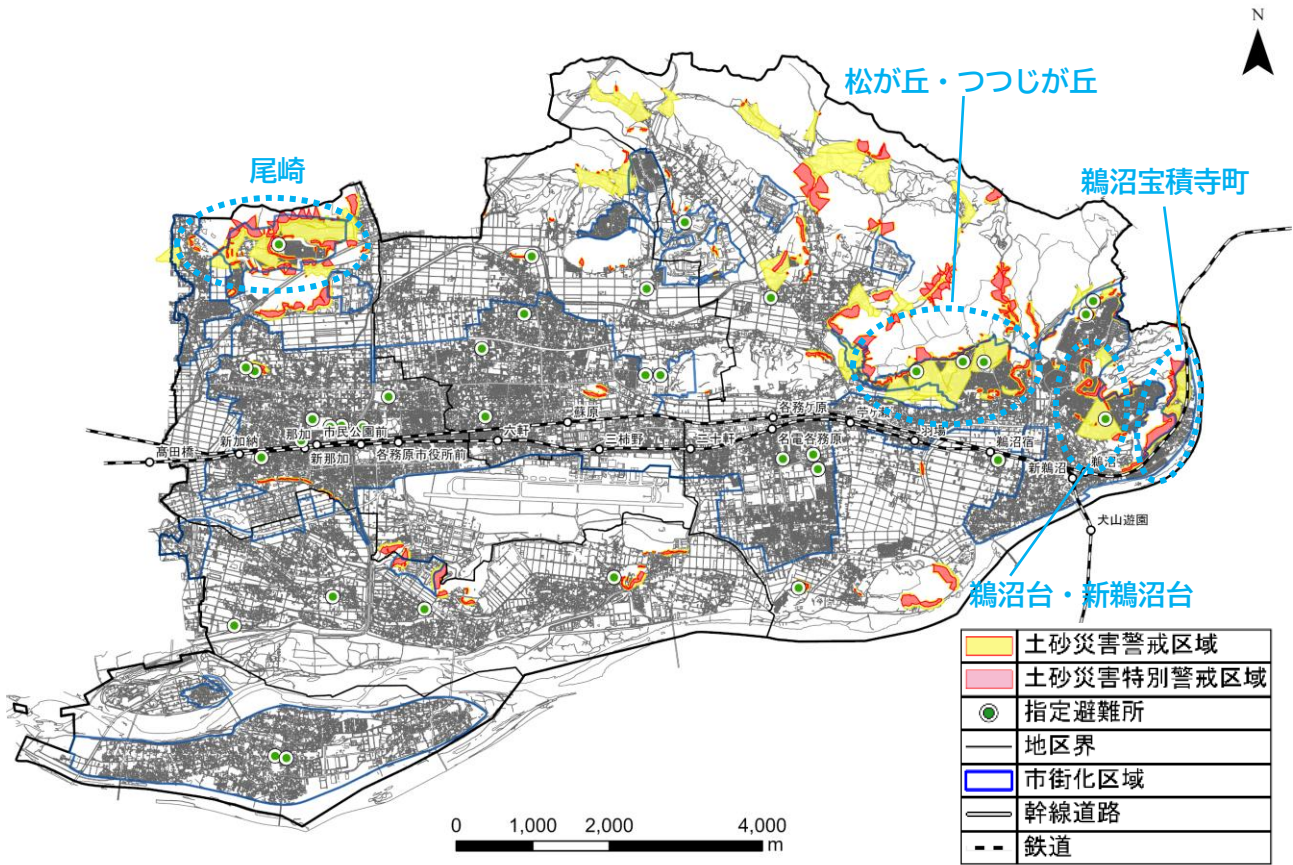 N
松が丘・つつじが丘
尾崎
鵜沼宝積寺町
蘇原
各務ケ原
羽場
高田橋
新加納
那加
市民公園前
六軒
三柿野
二十軒
名電各務原
鵜沼宿
新那加
各務原市役所前
新鵜沼
鵜沼
犬山遊園
鵜沼台・新鵜沼台
土砂災害警戒区域
土砂災害特別警戒区域
指定避難所
地区界
市街化区域
幹線道路
鉄道
0 1,000 2,000 4,000
m